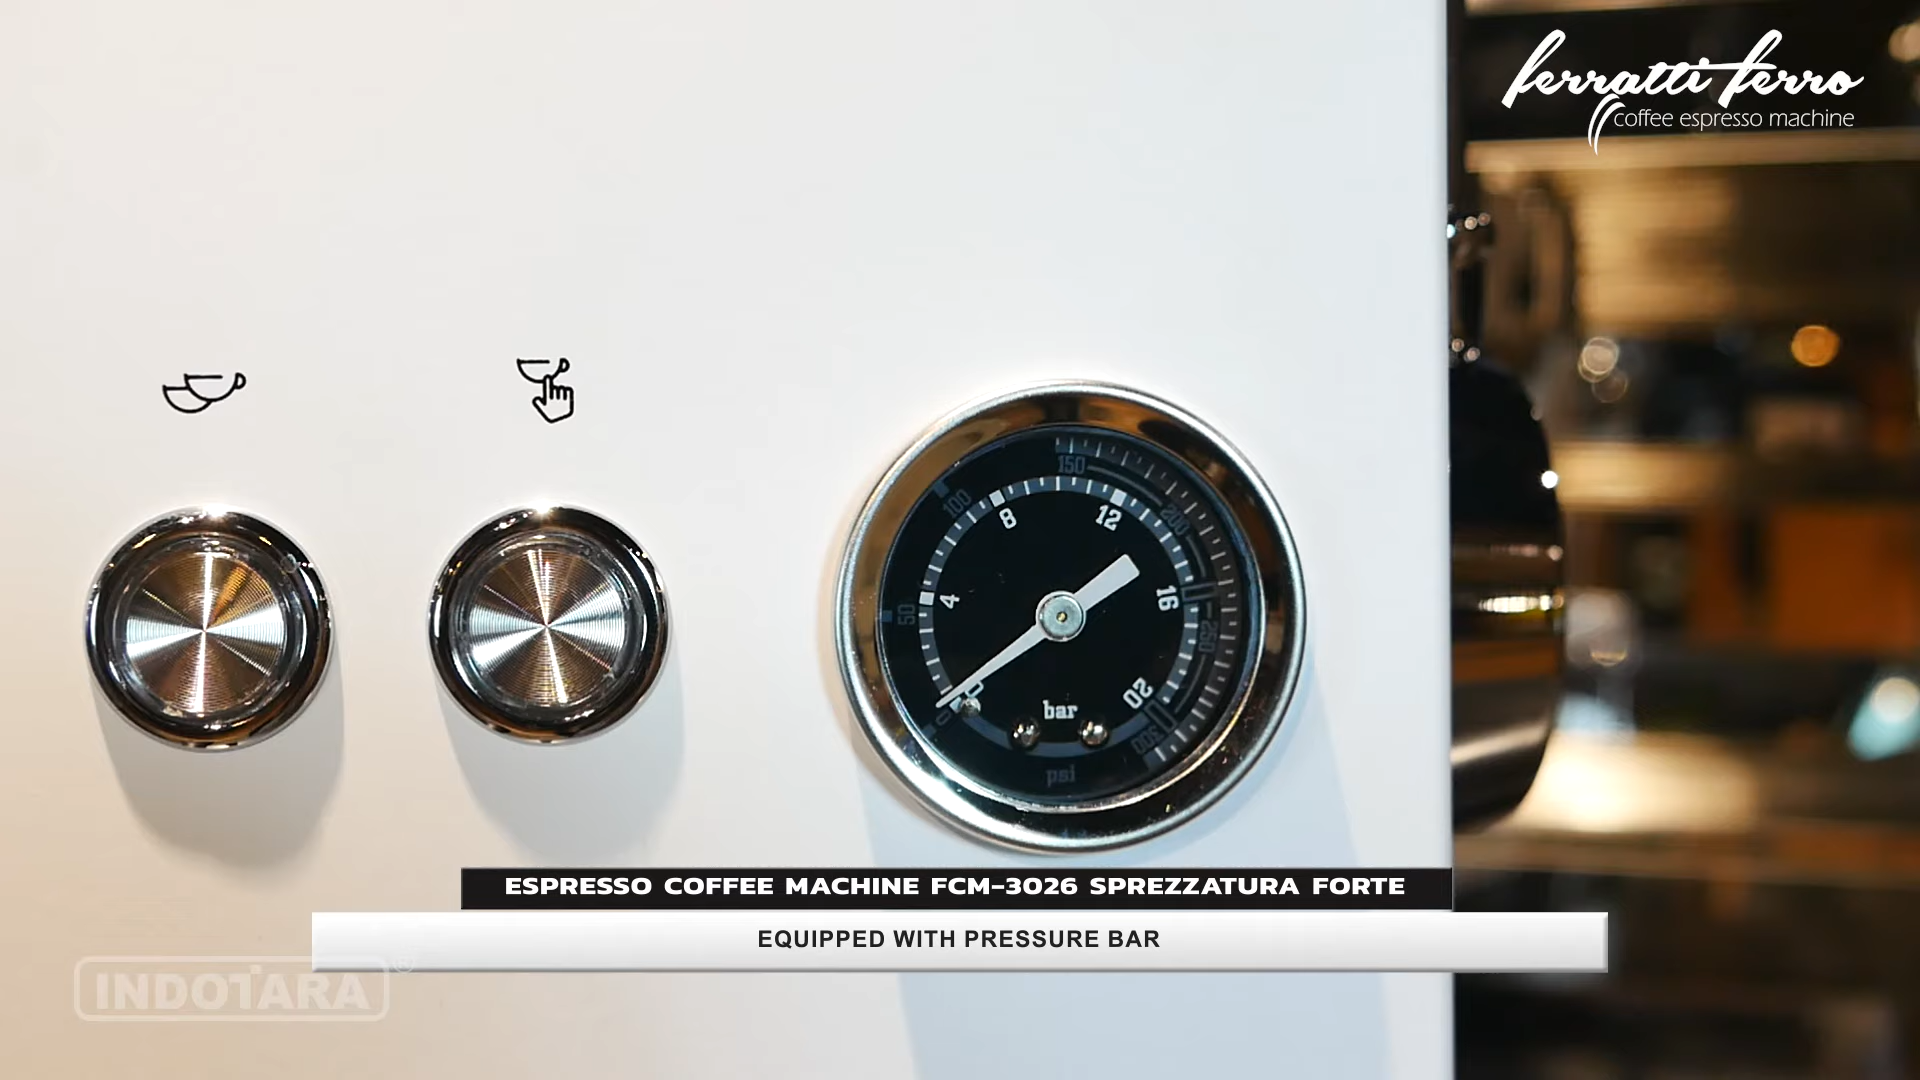 ferratti ferro
coffee espresso machine
150
100
200
8
12
50
4
16
250
0
20
0
bar
300
psi
ESPRESSO COFFEE MACHINE FCM-3026 SPREZZATURA FORTE
EQUIPPED WITH PRESSURE BAR
INDOTARA